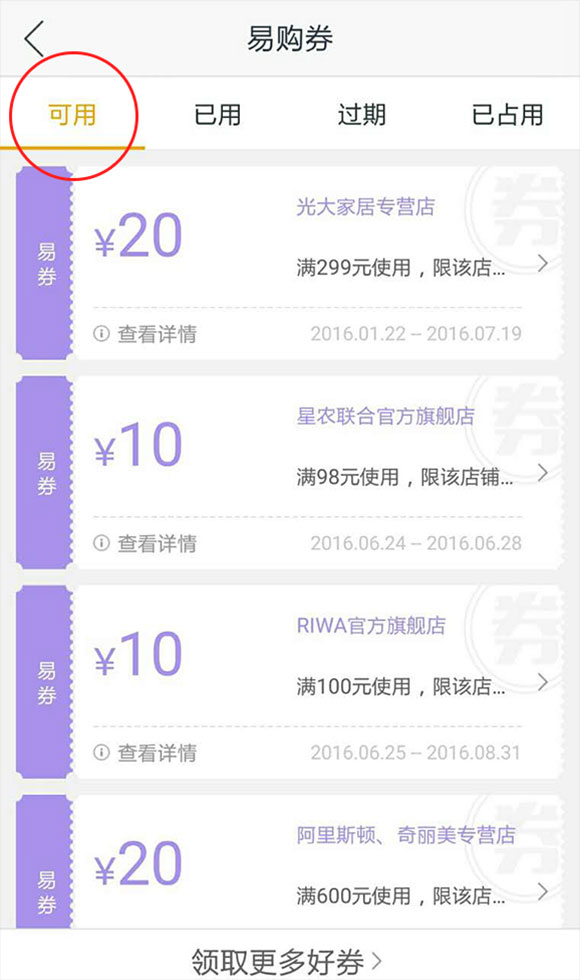 易购券
可用 已用 过期 已占用
易券
¥20
光大家居专营店
满299元使用，限该店...
查看详情
2016.01.22 – 2016.07.19
券
易券
¥10
星农联合官方旗舰店
满98元使用，限该店铺...
查看详情
2016.06.24 – 2016.06.28
券
易券
¥10
RIWA官方旗舰店
满100元使用，限该店...
查看详情
2016.06.25 – 2016.08.31
券
易券
¥20
阿里斯顿、奇丽美专营店
满600元使用，限该店...
券
领取更多好券